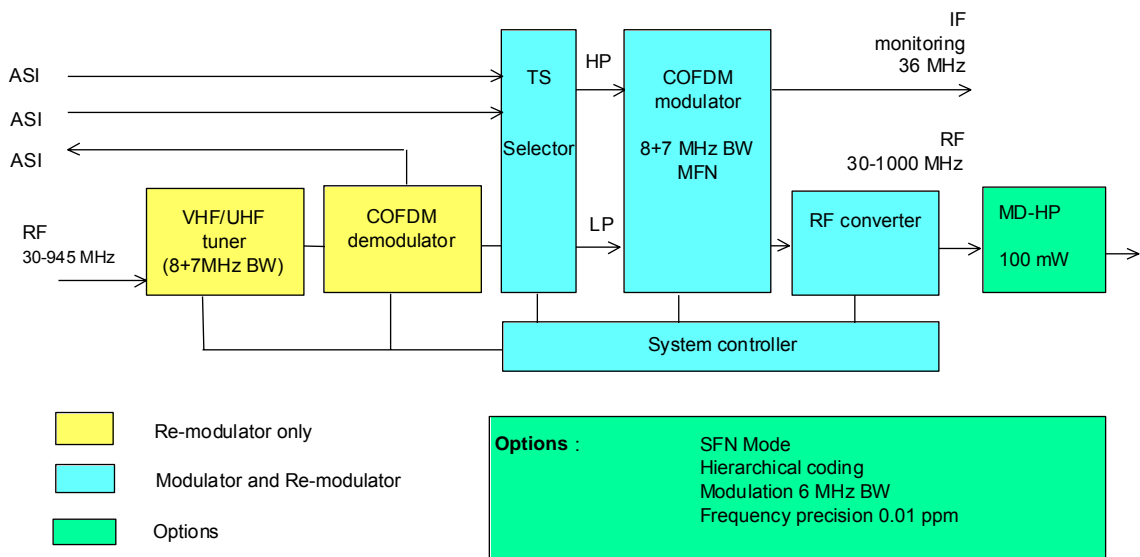 IF
monitoring
36 MHz
ASI
ASI
ASI
HP
LP
TS
Selector
COFDM
modulator
8+7 MHz BW
MFN
RF
30-1000 MHz
RF
30-945 MHz
VHF/UHF
tuner
(8+7MHz BW)
COFDM
demodulator
RF converter
MD-HP
100 mW
System controller
Re-modulator only
Modulator and Re-modulator
Options
Options : SFN Mode
Hierarchical coding
Modulation 6 MHz BW
Frequency precision 0.01 ppm